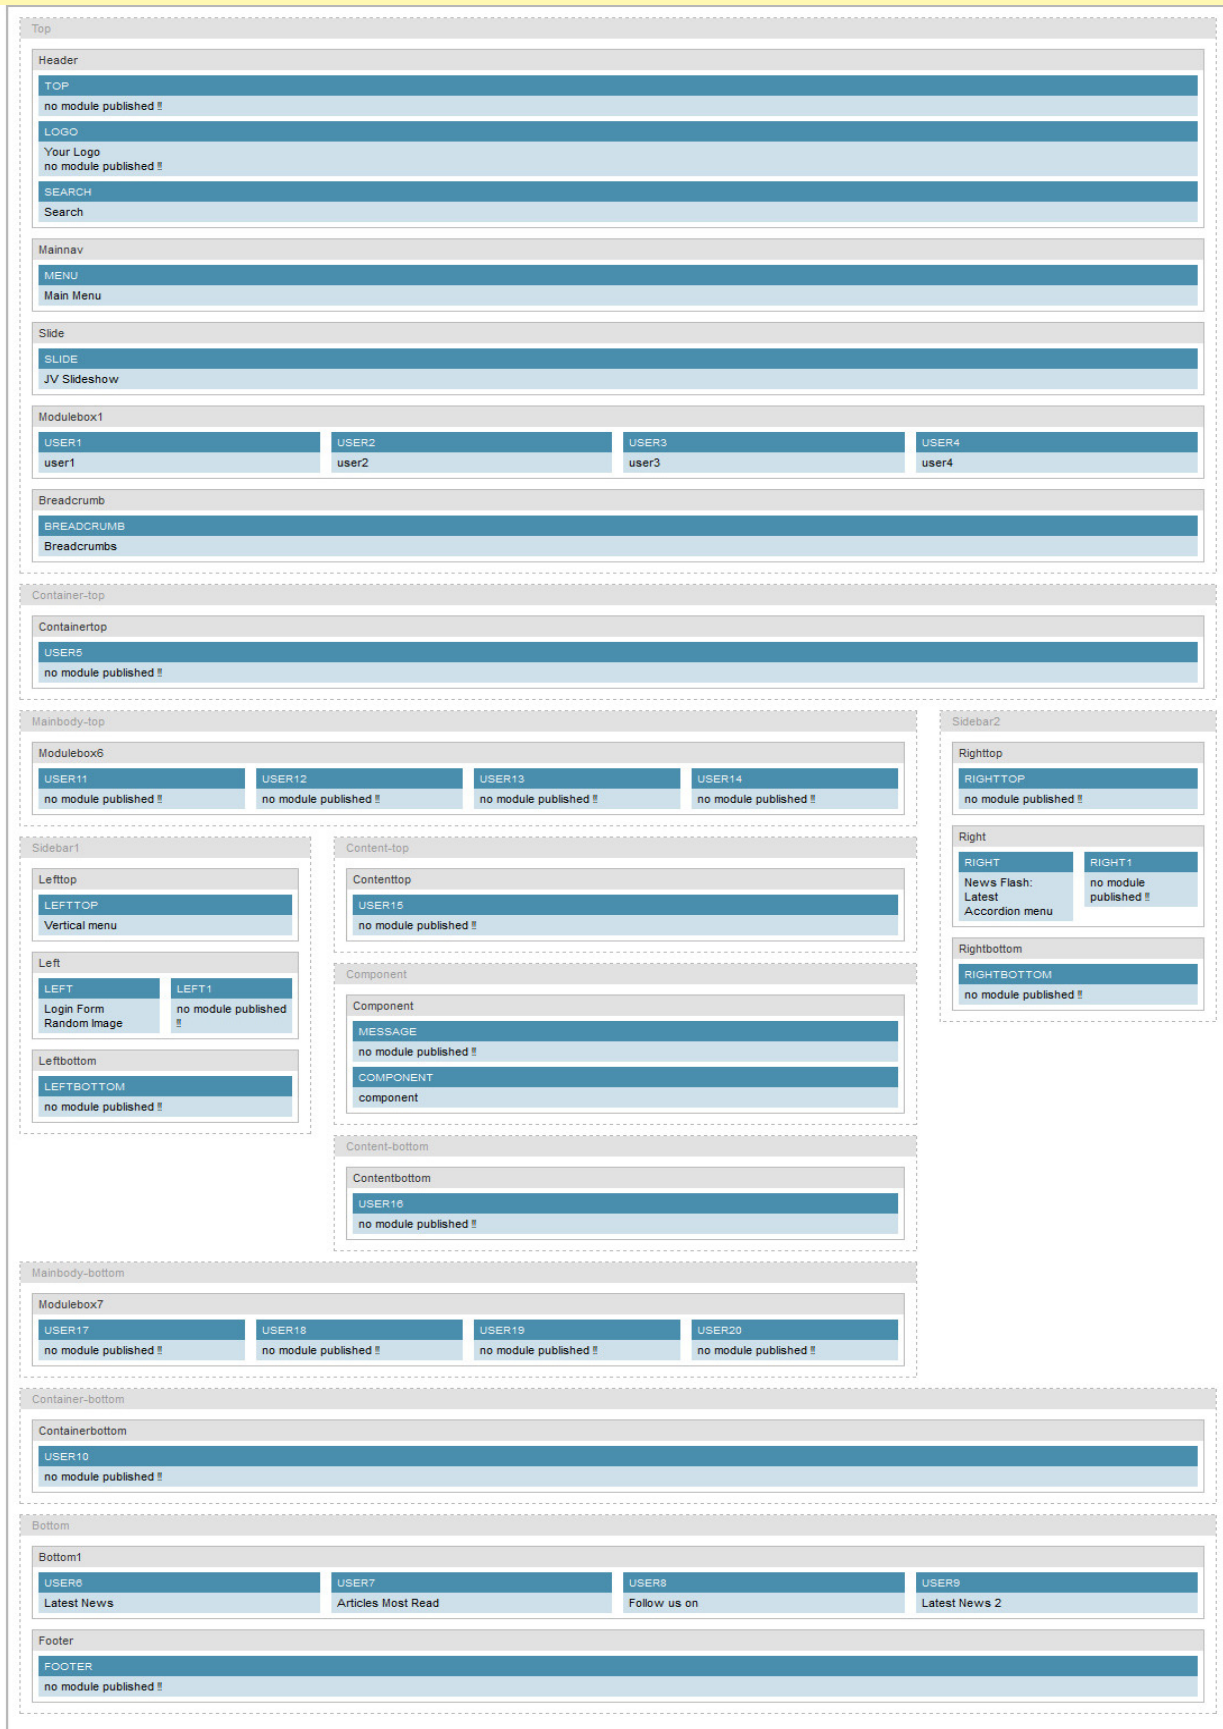 Top
Header
TOP
no module published !!
LOGO
Your Logo
no module published !!
SEARCH
Search
Mainnav
MENU
Main Menu
Slide
SLIDE
JV Slideshow
Modulebox1
USER1 USER2 USER3 USER4
user1 user2 user3 user4
Breadcrumb
BREADCRUMB
Breadcrumbs
Container-top
Containertop
USER5
no module published !!
Mainbody-top
Modulebox6
USER11 USER12 USER13 USER14
no module published !! no module published !! no module published !! no module published !!
Sidebar1
Lefttop
LEFTTOP
Vertical menu
Left
LEFT
Login Form
Random Image
LEFT1
no module published
!!
Leftbottom
LEFTBOTTOM
no module published !!
Content-top
Contenttop
USER15
no module published !!
Component
Component
MESSAGE
no module published !!
COMPONENT
component
Content-bottom
Contentbottom
USER16
no module published !!
Sidebar2
Righttop
RIGHTTOP
no module published !!
Right
RIGHT
News Flash:
Latest
Accordion menu
RIGHT1
no module
published !!
Rightbottom
RIGHTBOTTOM
no module published !!
Mainbody-bottom
Modulebox7
USER17 USER18 USER19 USER20
no module published !! no module published !! no module published !! no module published !!
Container-bottom
Containerbottom
USER10
no module published !!
Bottom
Bottom1
USER6 USER7 USER8 USER9
Latest News Articles Most Read Follow us on Latest News 2
Footer
FOOTER
no module published !!